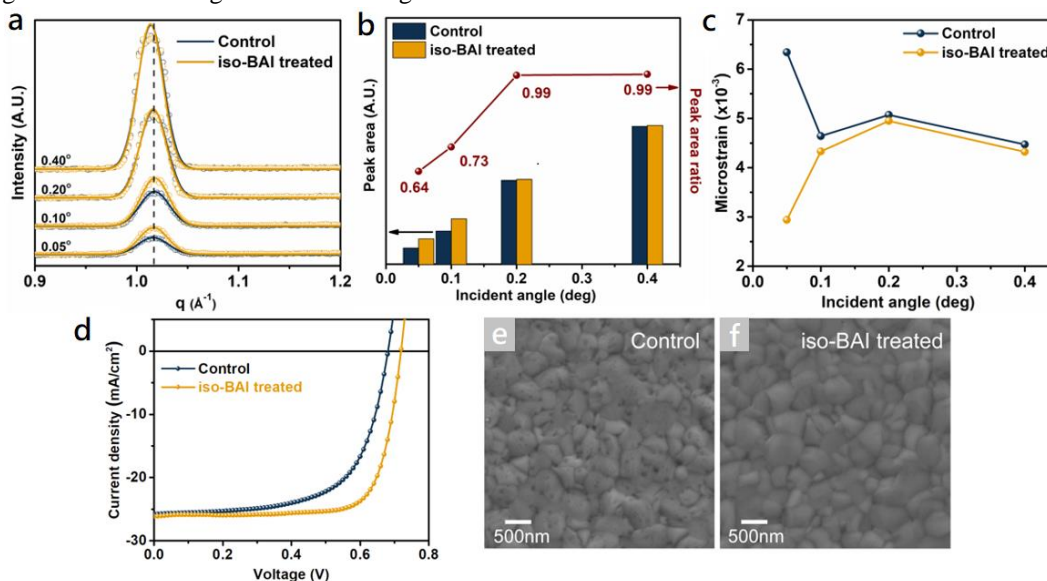 a
Control
iso-BAI treated
Intensity (A.U.)
0.40°
0.20°
0.10°
0.05°
0.9
1.0
1.1
1.2
q (Å⁻¹)
b
Control
iso-BAI treated
Peak area (A.U.)
0.64
0.73
0.99
0.99
Peak area ratio
0.0
0.1
0.2
0.3
0.4
Incident angle (deg)
c
Control
iso-BAI treated
Microstrain (x10⁻³)
7
6
5
4
3
2
0.0
0.1
0.2
0.3
0.4
Incident angle (deg)
d
Control
iso-BAI treated
Current density (mA/cm²)
0
-10
-20
-30
0.0
0.2
0.4
0.6
0.8
Voltage (V)
e
Control
500nm
f
iso-BAI treated
500nm